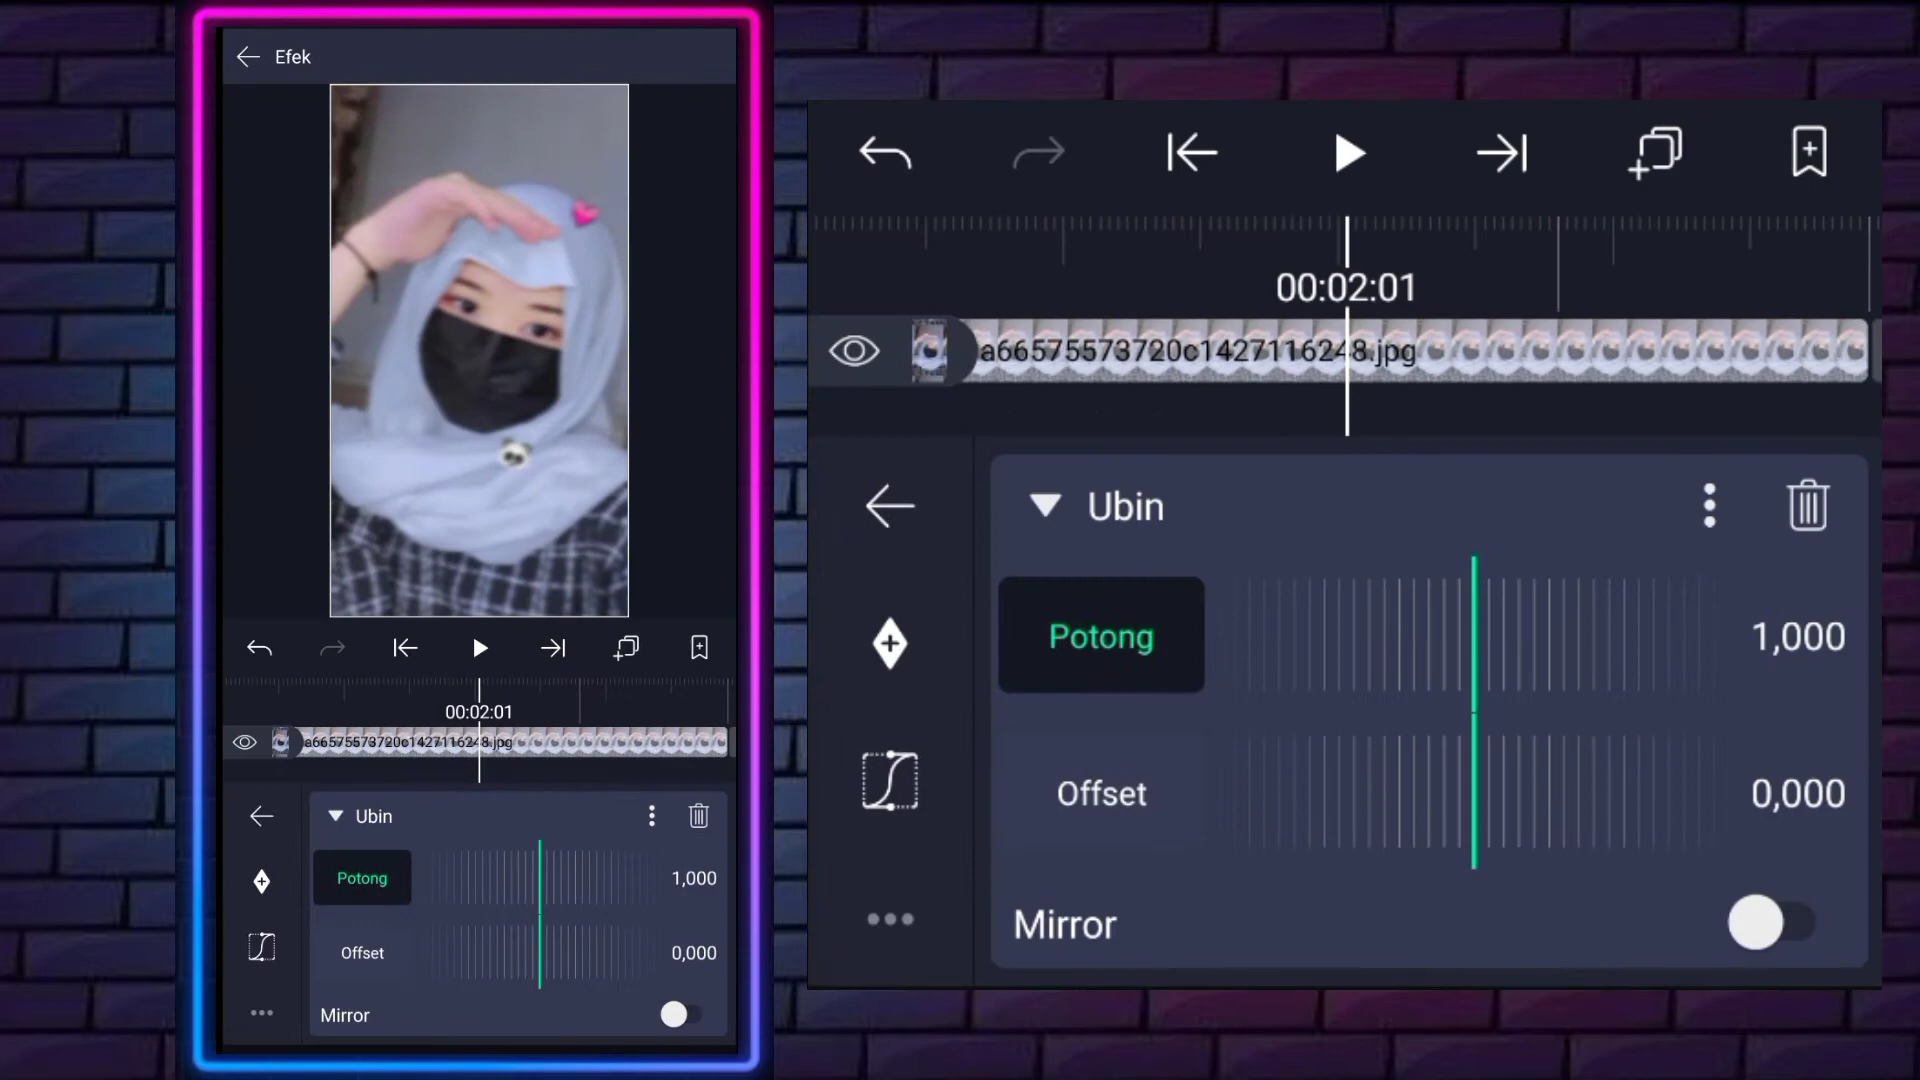 Efek
00:02:01
a66575573720c1427116248.jpg
Ubin
Potong
1,000
Offset
0,000
Mirror
00:02:01
a66575573720c1427116248.jpg
Ubin
Potong
1,000
Offset
0,000
Mirror